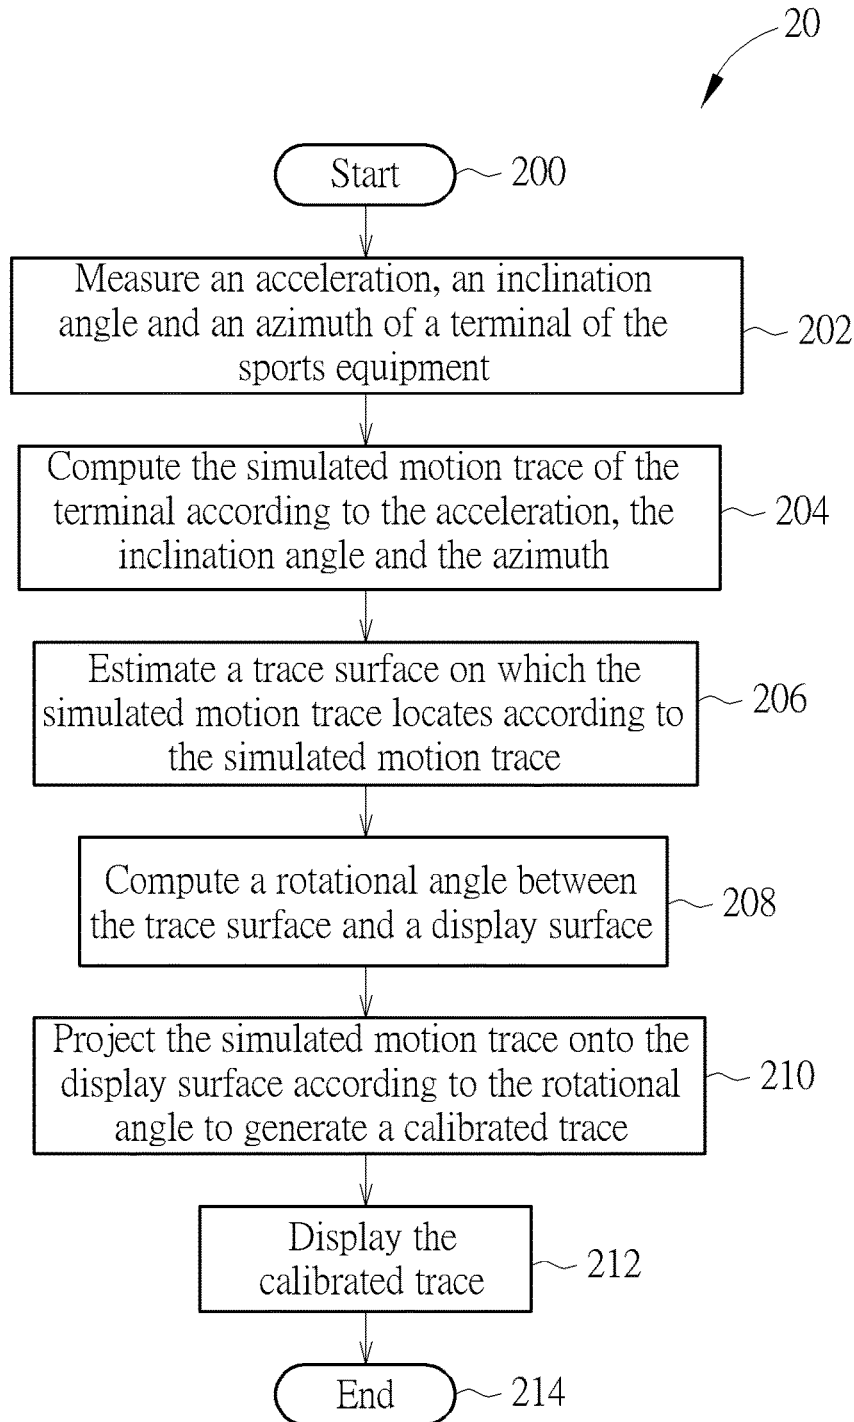 20
Start
200
Measure an acceleration, an inclination
angle and an azimuth of a terminal of the
sports equipment
202
Compute the simulated motion trace of the
terminal according to the acceleration, the
inclination angle and the azimuth
204
Estimate a trace surface on which the
simulated motion trace locates according to
the simulated motion trace
206
Compute a rotational angle between
the trace surface and a display surface
208
Project the simulated motion trace onto the
display surface according to the rotational
angle to generate a calibrated trace
210
Display the
calibrated trace
212
End
214